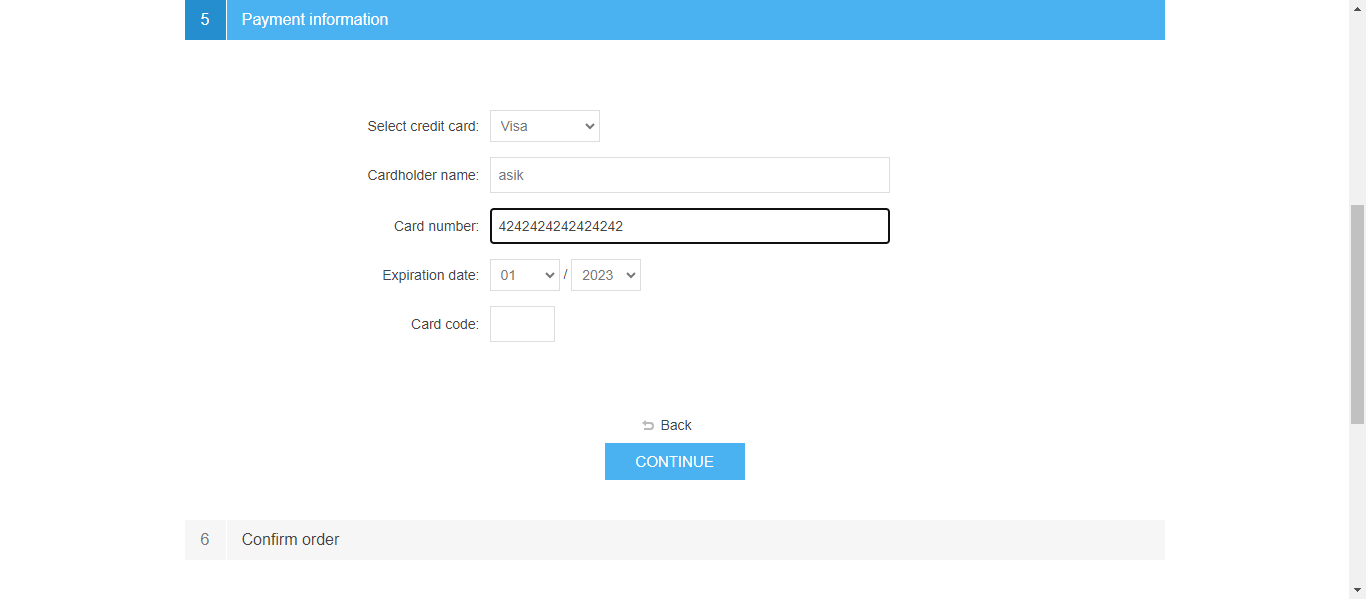 5 Payment information
Select credit card: Visa
Cardholder name: asik
Card number: 4242424242424242
Expiration date: 01 / 2023
Card code:
Back
CONTINUE
6 Confirm order